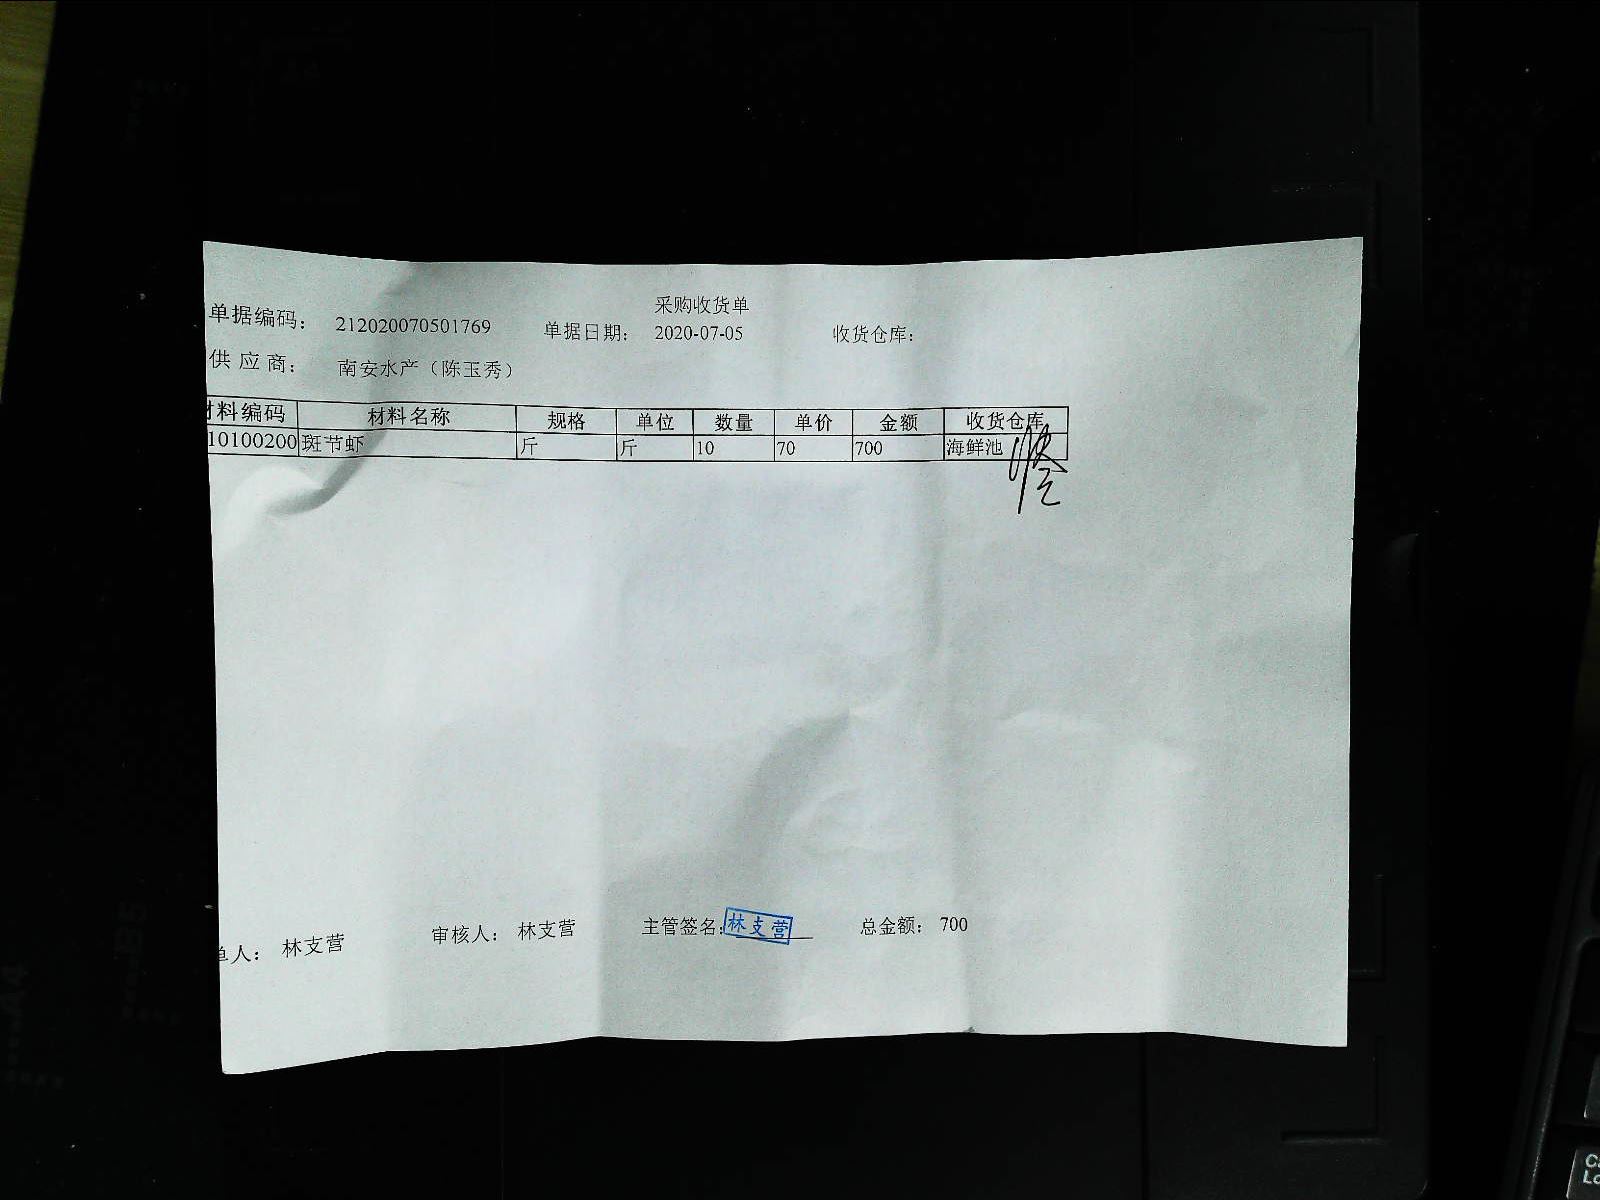 采购收货单
单据编码： 212020070501769 单据日期： 2020-07-05 收货仓库：
供 应 商： 南安水产（陈玉秀）
材料编码 材料名称 规格 单位 数量 单价 金额 收货仓库
10100200 斑节虾 斤 斤 10 70 700 海鲜池
单人： 林支营 审核人： 林支营 主管签名： 林支营 总金额： 700